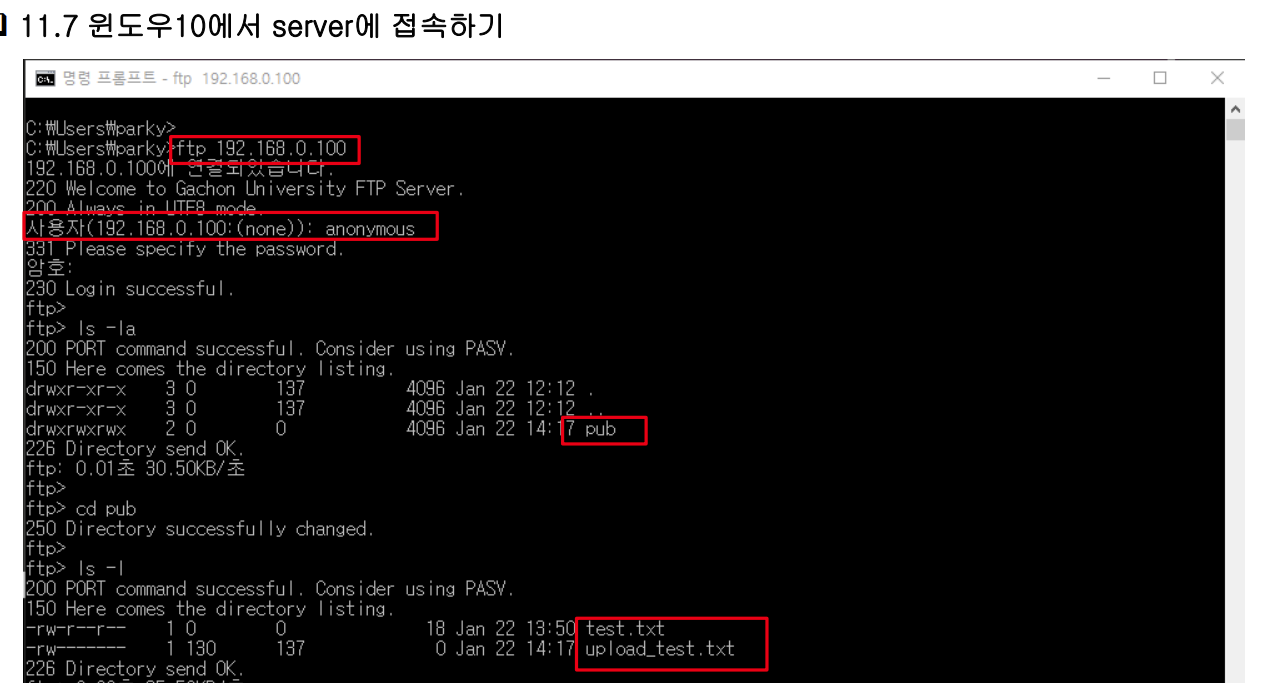 11.7 윈도우10에서 server에 접속하기
명령 프롬프트 - ftp 192.168.0.100
C:₩Users₩parky>
C:₩Users₩parky>ftp 192.168.0.100
192.168.0.100에 연결되었습니다.
220 Welcome to Gachon University FTP Server.
200 Always in UTF8 mode.
사용자(192.168.0.100:(none)): anonymous
331 Please specify the password.
암호:
230 Login successful.
ftp>
ftp> ls -la
200 PORT command successful. Consider using PASV.
150 Here comes the directory listing.
drwxr-xr-x 3 0 137 4096 Jan 22 12:12 .
drwxr-xr-x 3 0 137 4096 Jan 22 12:12 ..
drwxrwxrwx 2 0 0 4096 Jan 22 14:17 pub
226 Directory send OK.
ftp: 0.01초 30.50KB/초
ftp>
ftp> cd pub
250 Directory successfully changed.
ftp>
ftp> ls -l
200 PORT command successful. Consider using PASV.
150 Here comes the directory listing.
-rw-r--r-- 1 0 0 18 Jan 22 13:50 test.txt
-rw------- 1 130 137 0 Jan 22 14:17 upload_test.txt
226 Directory send OK.